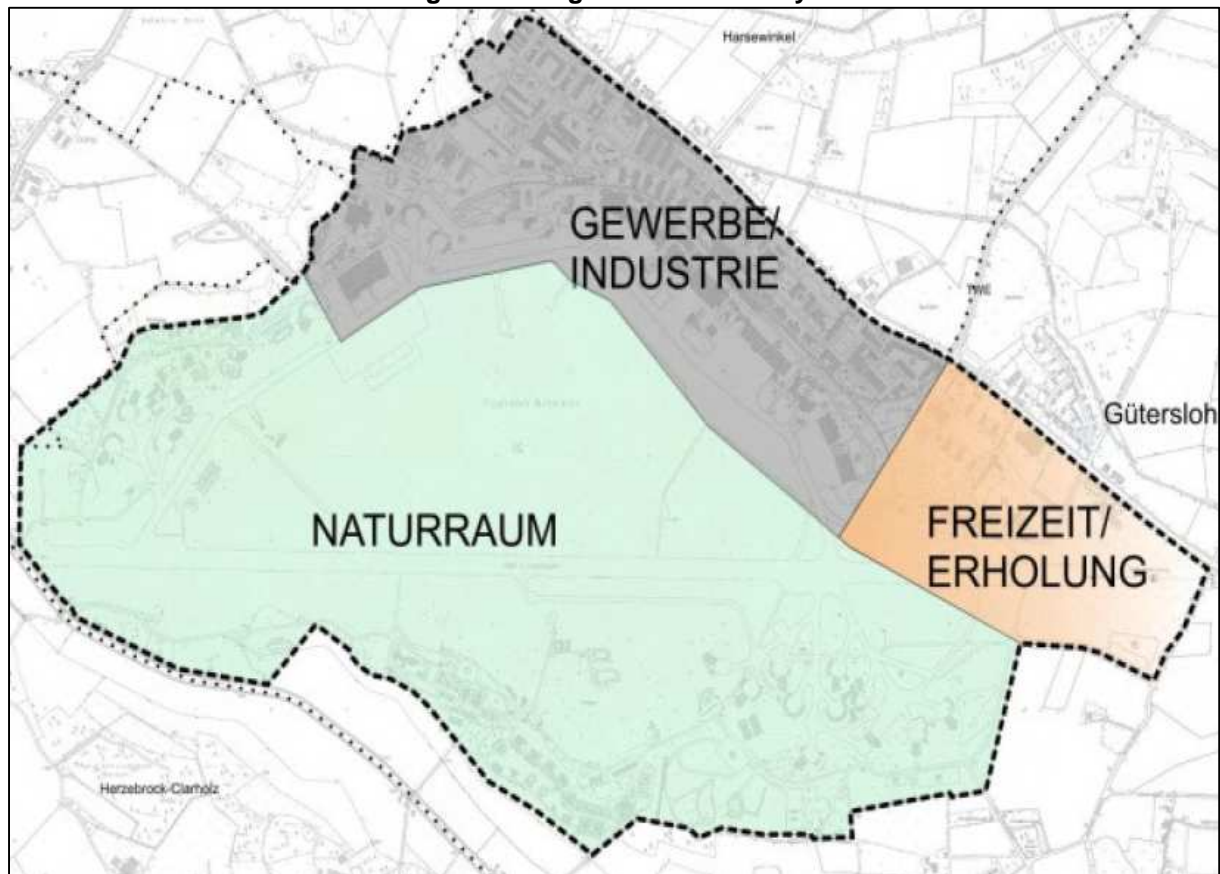 Harsewinkel
GEWERBE/
INDUSTRIE
Gütersloh
NATURRAUM
FREIZEIT/
ERHOLUNG
Herzebrock-Clarholz